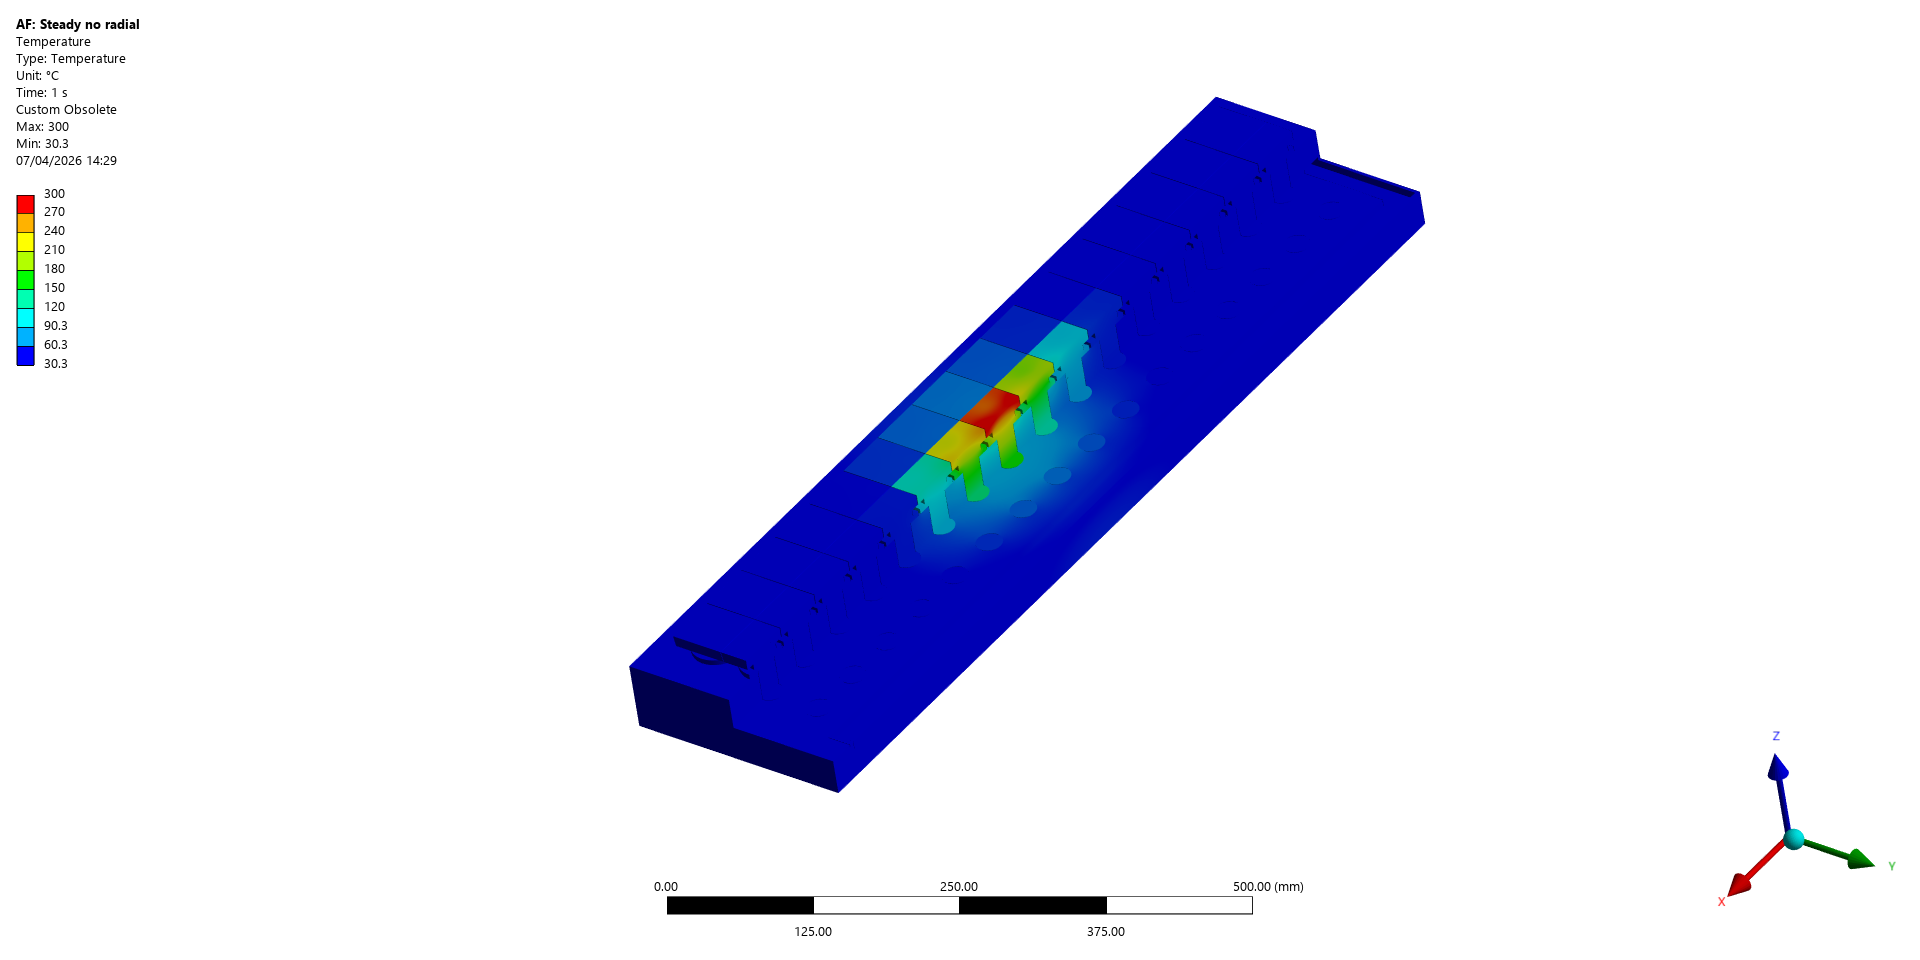 AF: Steady no radial
Temperature
Type: Temperature
Unit: °C
Time: 1 s
Custom Obsolete
Max: 300
Min: 30.3
07/04/2026 14:29
300
270
240
210
180
150
120
90.3
60.3
30.3
0.00 250.00 500.00 (mm)
125.00 375.00
Z
Y
X